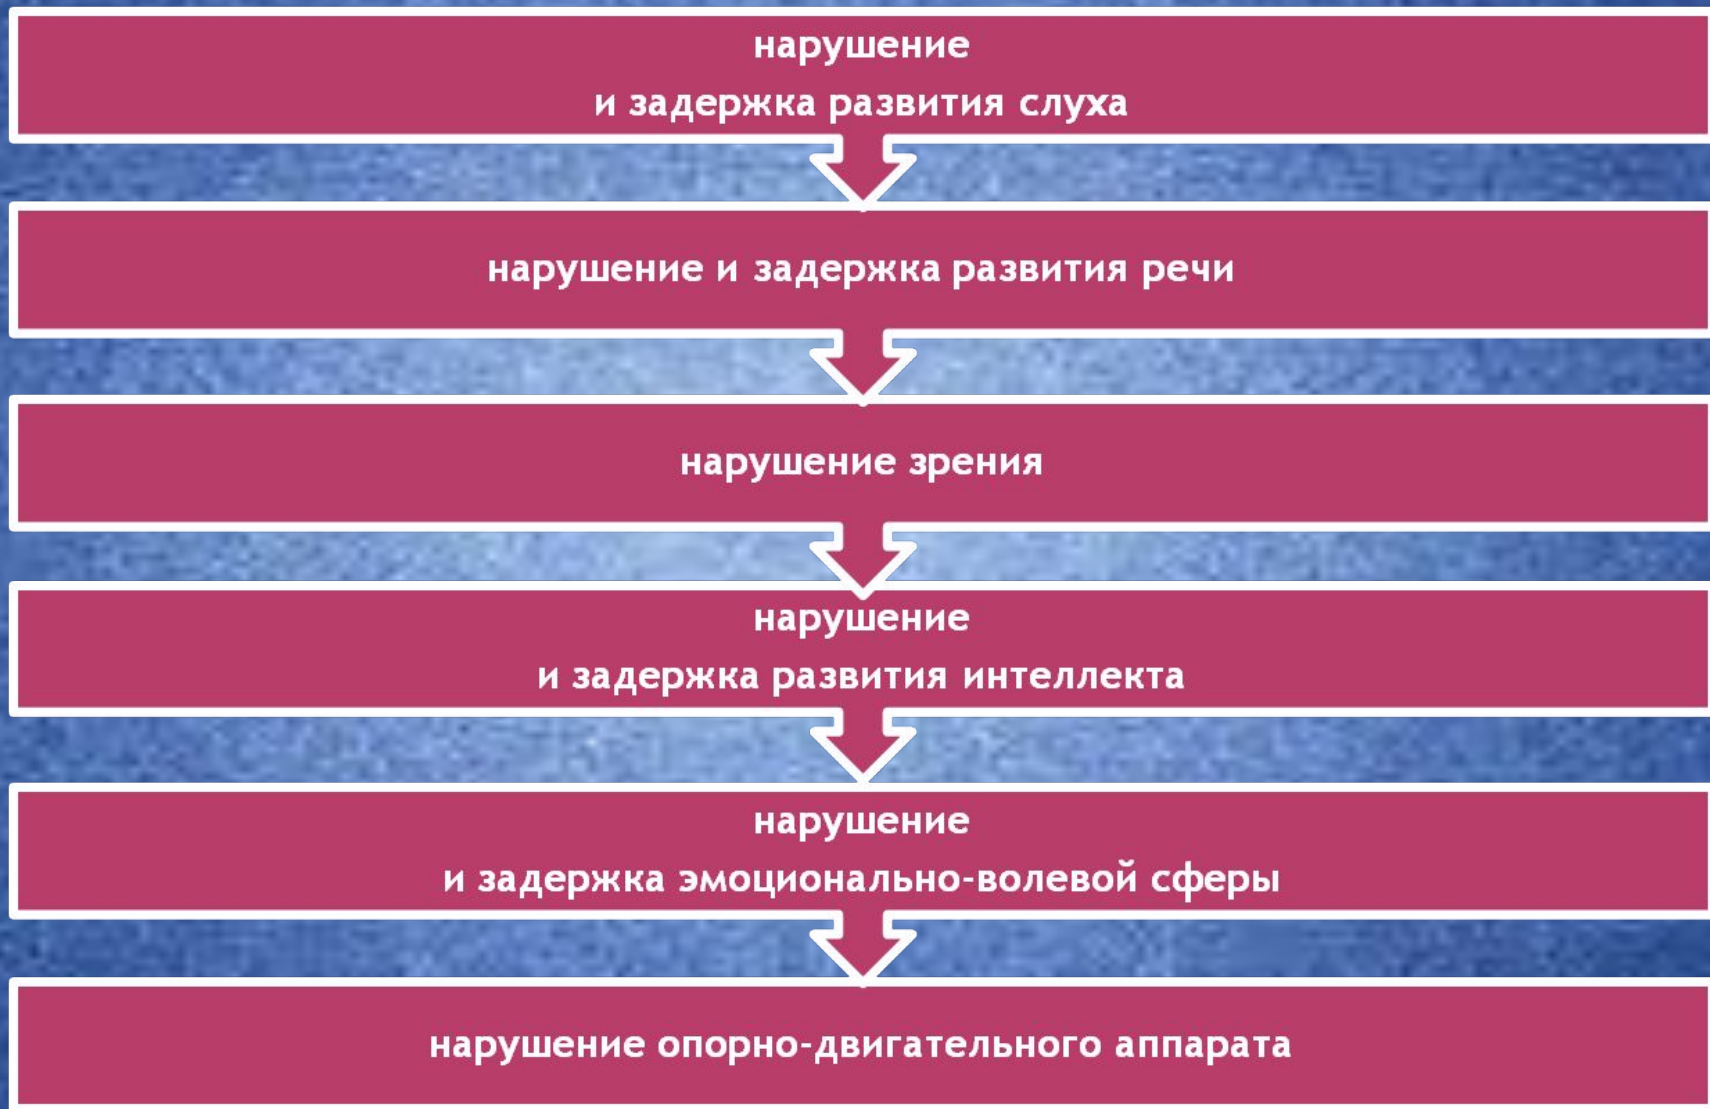 нарушение
и задержка развития слуха
нарушение и задержка развития речи
нарушение зрения
нарушение
и задержка развития интеллекта
нарушение
и задержка эмоционально-волевой сферы
нарушение опорно-двигательного аппарата